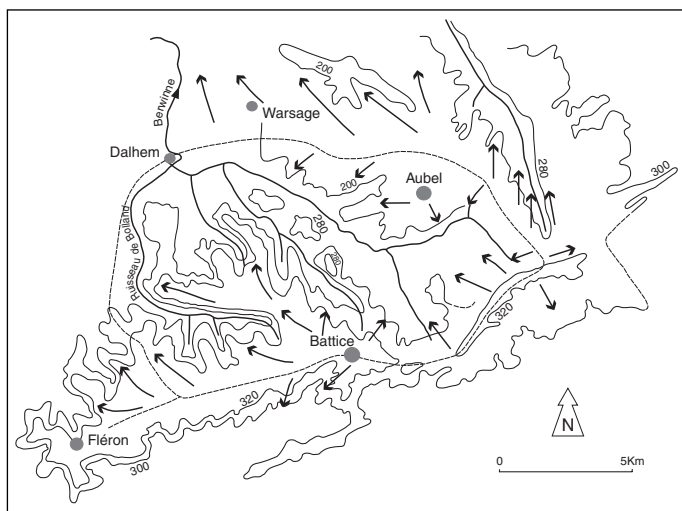 200
Berwinne
Warsage
Dalhem
280
300
200
Aubel
Ruisseau de Bolland
280
280
320
Battice
320
Fléron
300
N
0
5Km